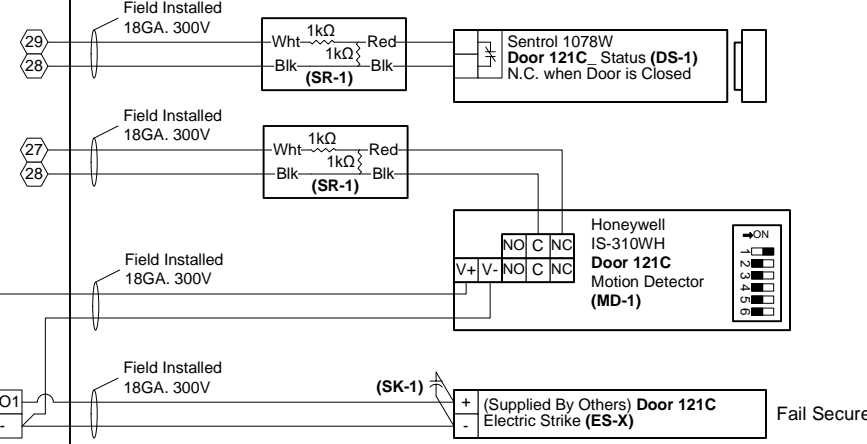 Field Installed
18GA. 300V
29
28
Wht
1kΩ
Red
1kΩ
Blk
Blk
(SR-1)
Sentrol 1078W
Door 121C_ Status (DS-1)
N.C. when Door is Closed
Field Installed
18GA. 300V
27
28
Wht
1kΩ
Red
1kΩ
Blk
Blk
(SR-1)
Field Installed
18GA. 300V
NO C NC
V+ V- NO C NC
Honeywell
IS-310WH
Door 121C
Motion Detector
(MD-1)
➡ON
1
2
3
4
5
6
Field Installed
18GA. 300V
(SK-1)
O1
-
+
-
(Supplied By Others) Door 121C
Electric Strike (ES-X)
Fail Secure